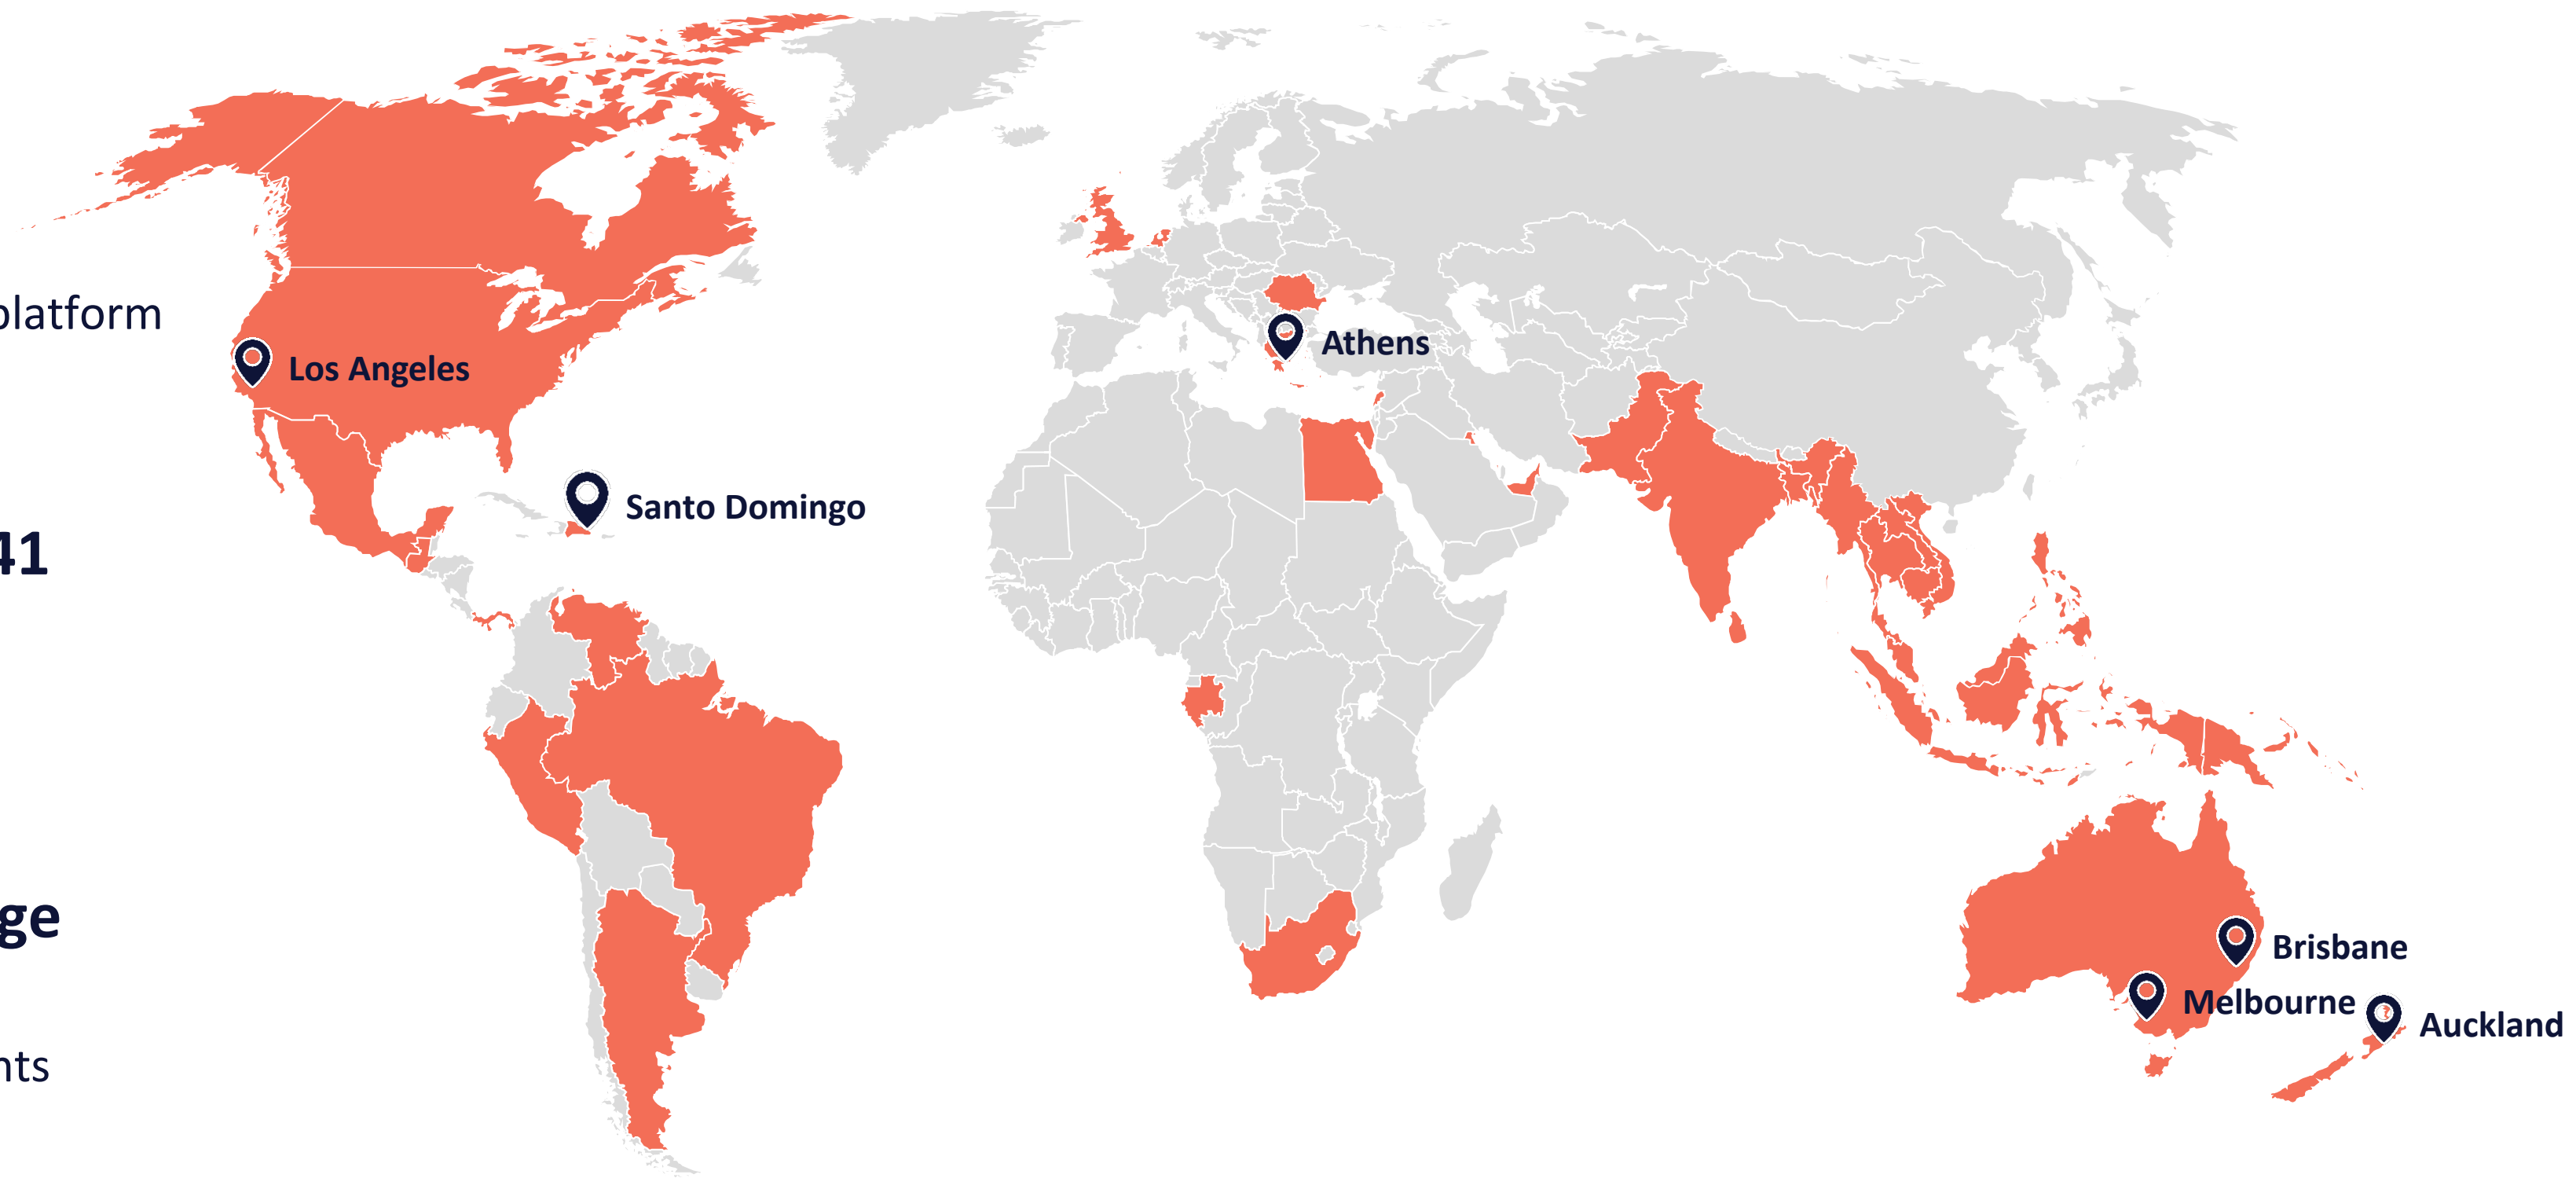 platform
Athens
Los Angeles
Santo Domingo
41
ge
Brisbane
Melbourne
Auckland
nts